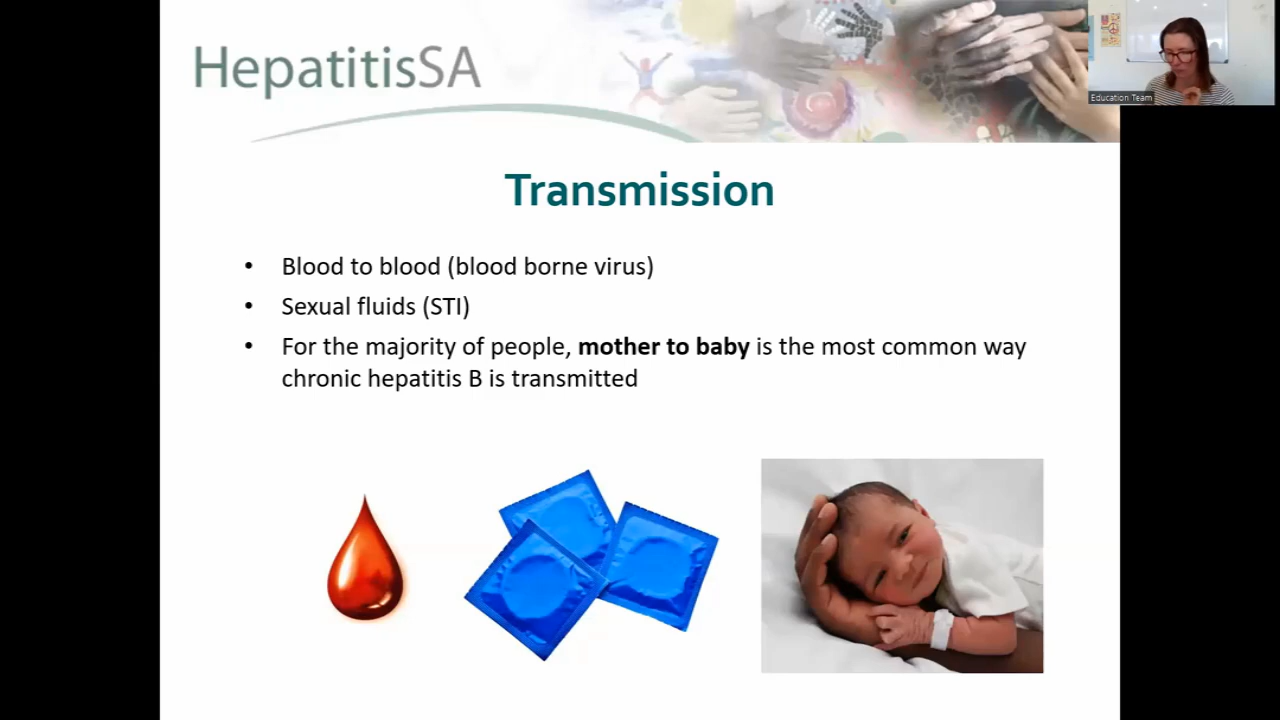 HepatitisSA
Education Team
Transmission
• Blood to blood (blood borne virus)
• Sexual fluids (STI)
• For the majority of people, mother to baby is the most common way
chronic hepatitis B is transmitted